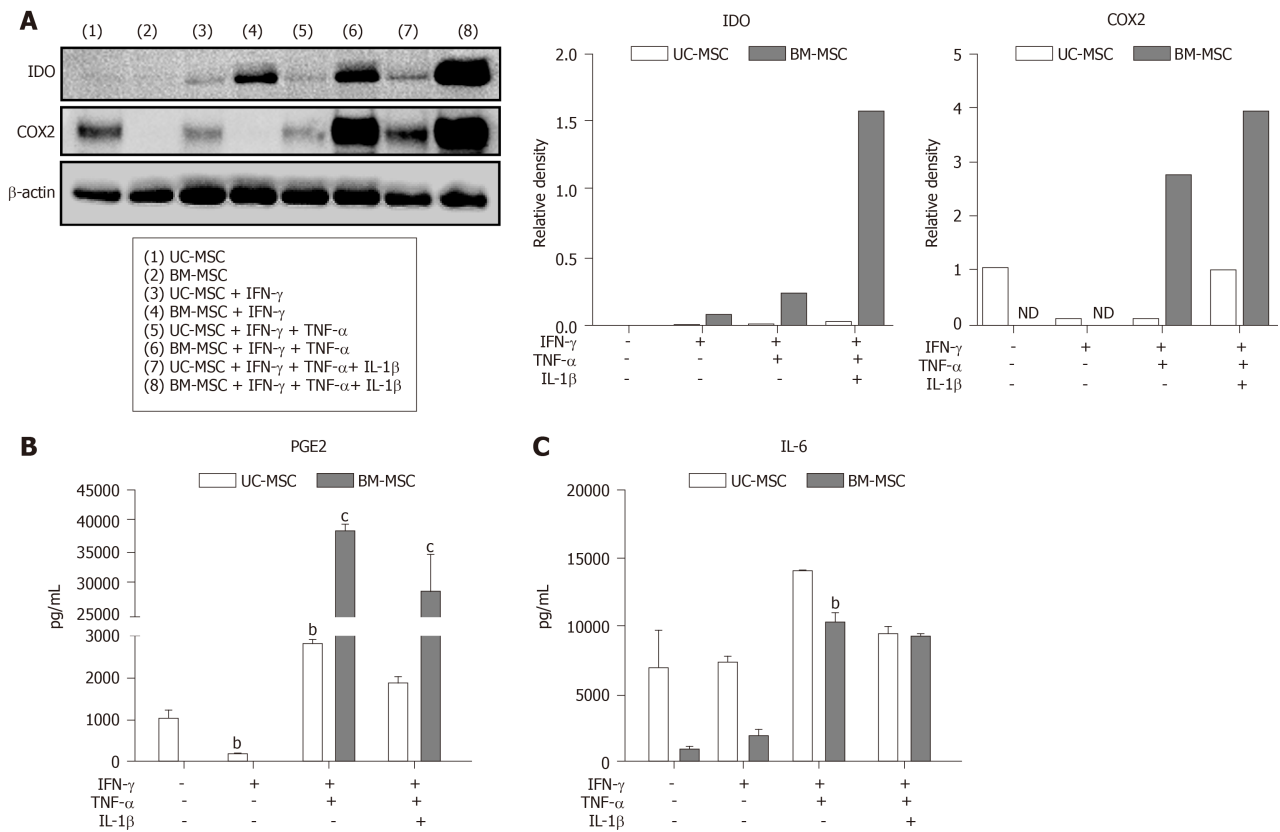 A
(1) (2) (3) (4) (5) (6) (7) (8)
IDO
COX2
β-actin
(1) UC-MSC
(2) BM-MSC
(3) UC-MSC + IFN-γ
(4) BM-MSC + IFN-γ
(5) UC-MSC + IFN-γ + TNF-α
(6) BM-MSC + IFN-γ + TNF-α
(7) UC-MSC + IFN-γ + TNF-α+ IL-1β
(8) BM-MSC + IFN-γ + TNF-α+ IL-1β
IDO
UC-MSC BM-MSC
Relative density
2.0
1.5
1.0
0.5
0.0
IFN-γ - + + +
TNF-α - - + +
IL-1β - - - +
COX2
UC-MSC BM-MSC
Relative density
5
4
3
2
1
0
ND ND
IFN-γ - + + +
TNF-α - - + +
IL-1β - - - +
B
PGE2
UC-MSC BM-MSC
pg/mL
45000
40000
35000
30000
25000
3000
2000
1000
0
b b c c
IFN-γ - + + +
TNF-α - - + +
IL-1β - - - +
C
IL-6
UC-MSC BM-MSC
pg/mL
20000
15000
10000
5000
0
b
IFN-γ - + + +
TNF-α - - + +
IL-1β - - - +